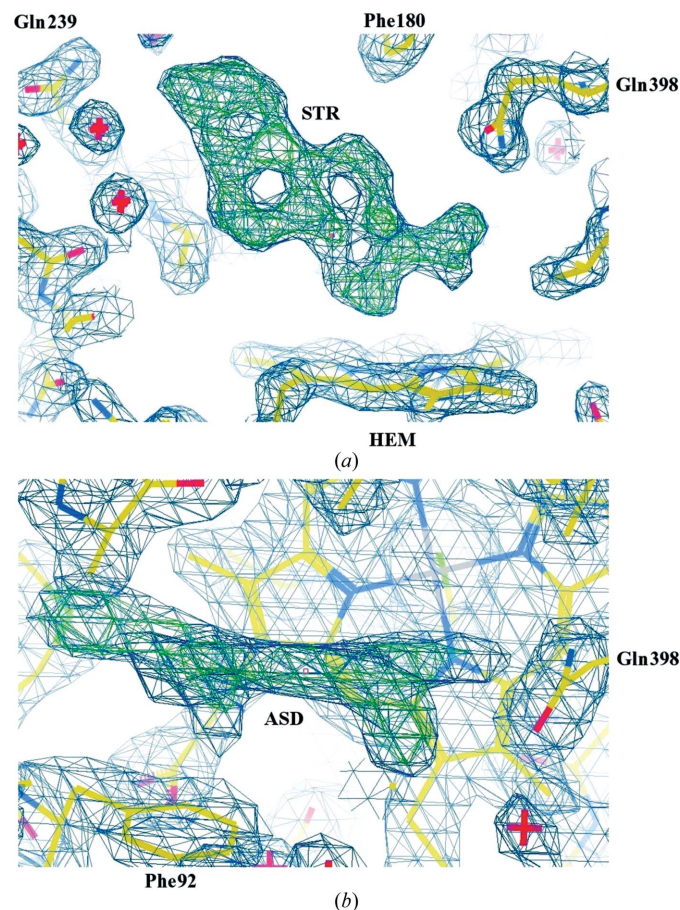 Gln239
Phe180
Gln398
STR
HEM
(a)
Gln398
ASD
Phe92
(b)